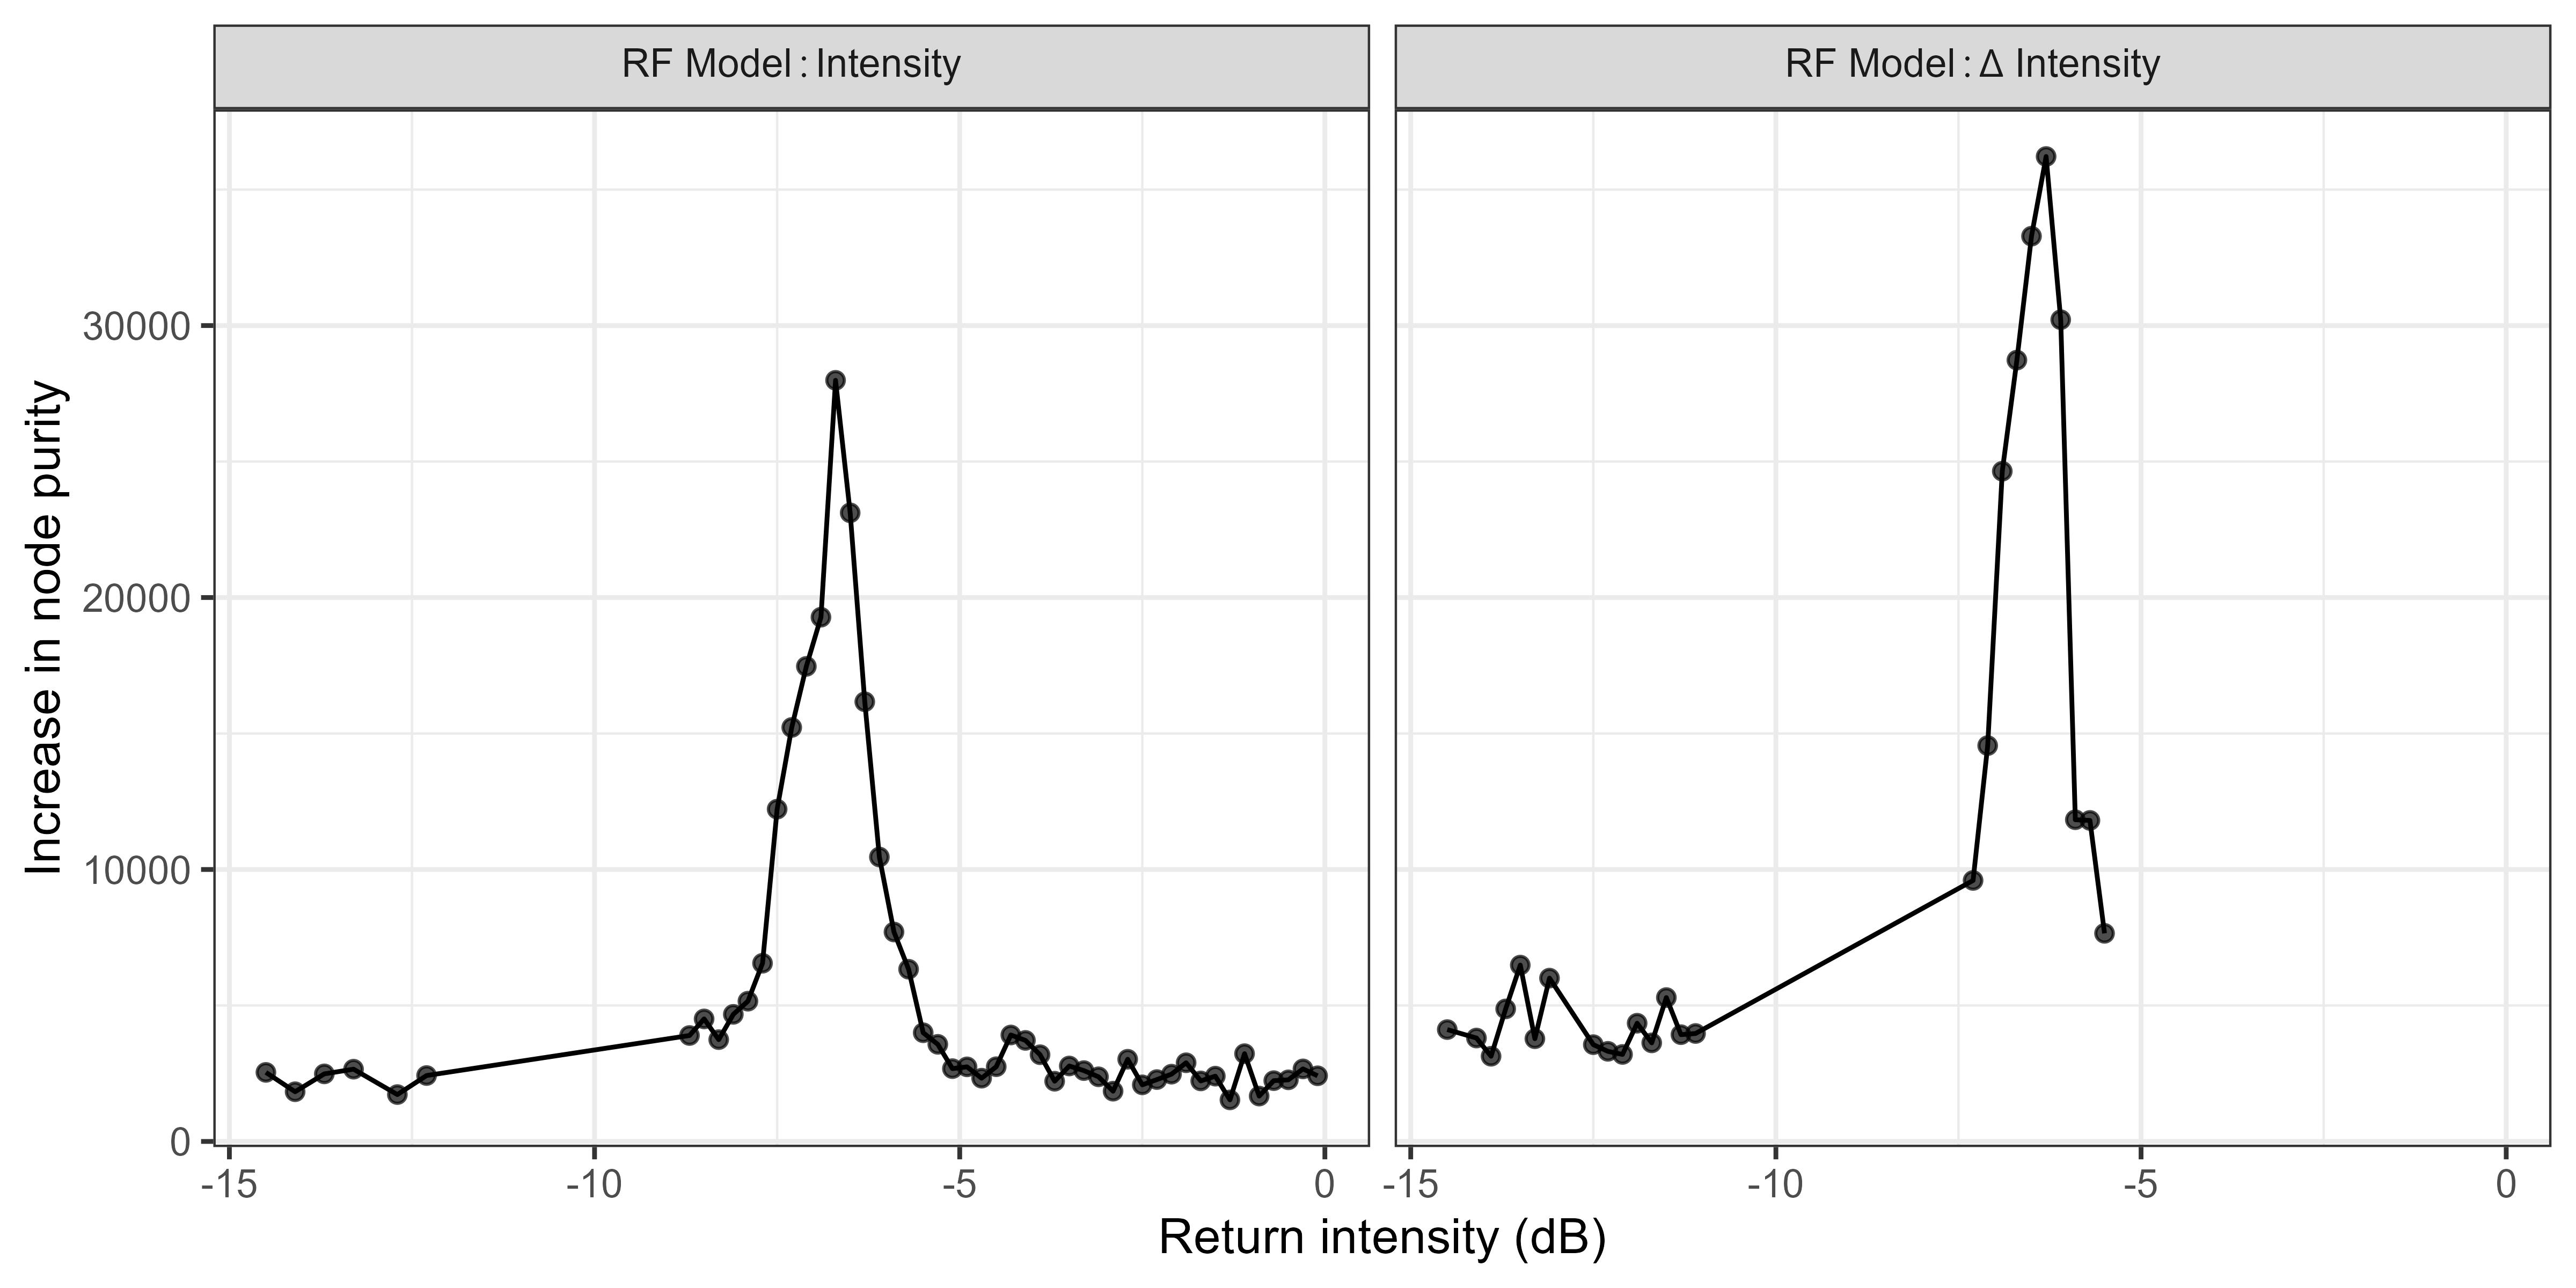 RF Model : Intensity
RF Model : Δ Intensity
Increase in node purity
30000
20000
10000
0
-15 -10 -5 0
-15 -10 -5 0
Return intensity (dB)